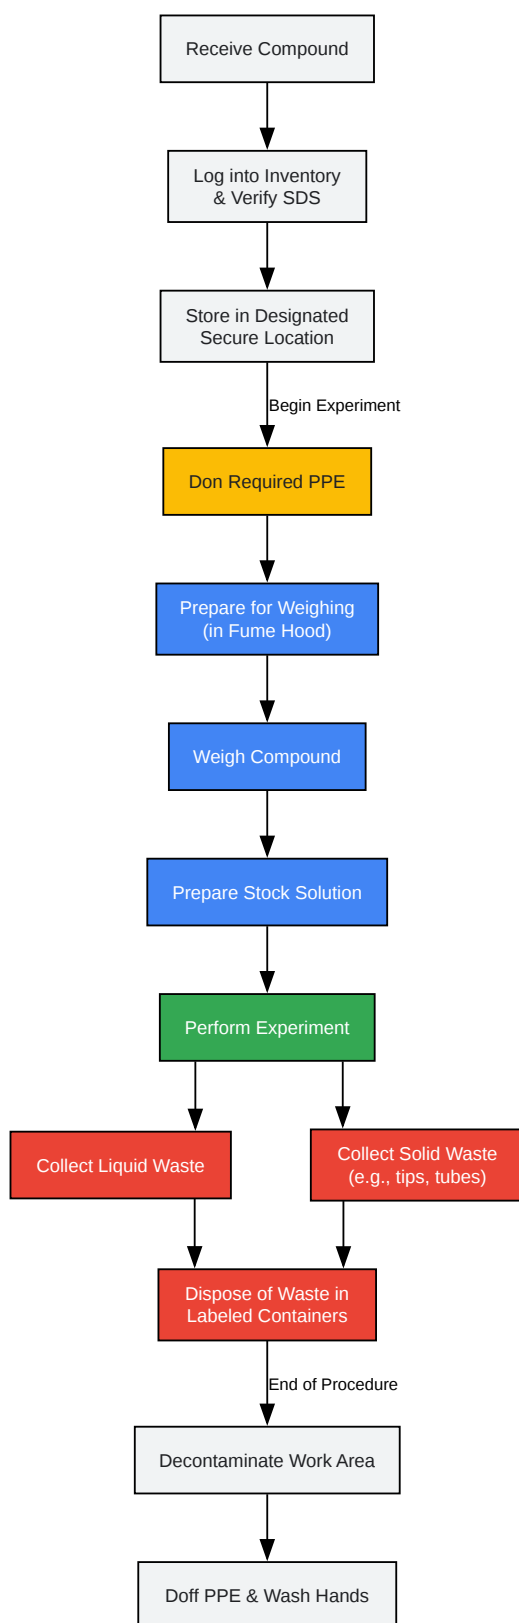 Receive Compound
Log into Inventory
& Verify SDS
Store in Designated
Secure Location
Begin Experiment
Don Required PPE
Prepare for Weighing
(in Fume Hood)
Weigh Compound
Prepare Stock Solution
Perform Experiment
Collect Liquid Waste
Collect Solid Waste
(e.g., tips, tubes)
Dispose of Waste in
Labeled Containers
End of Procedure
Decontaminate Work Area
Doff PPE & Wash Hands